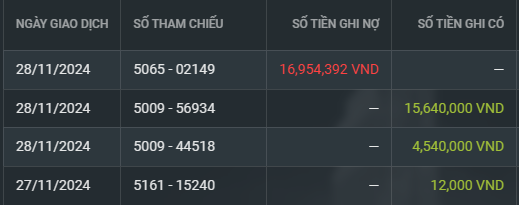 NGÀY GIAO DỊCH SỐ THAM CHIẾU SỐ TIỀN GHI NỢ SỐ TIỀN GHI CÓ
28/11/2024 5065 - 02149 16,954,392 VND —
28/11/2024 5009 - 56934 — 15,640,000 VND
28/11/2024 5009 - 44518 — 4,540,000 VND
27/11/2024 5161 - 15240 — 12,000 VND